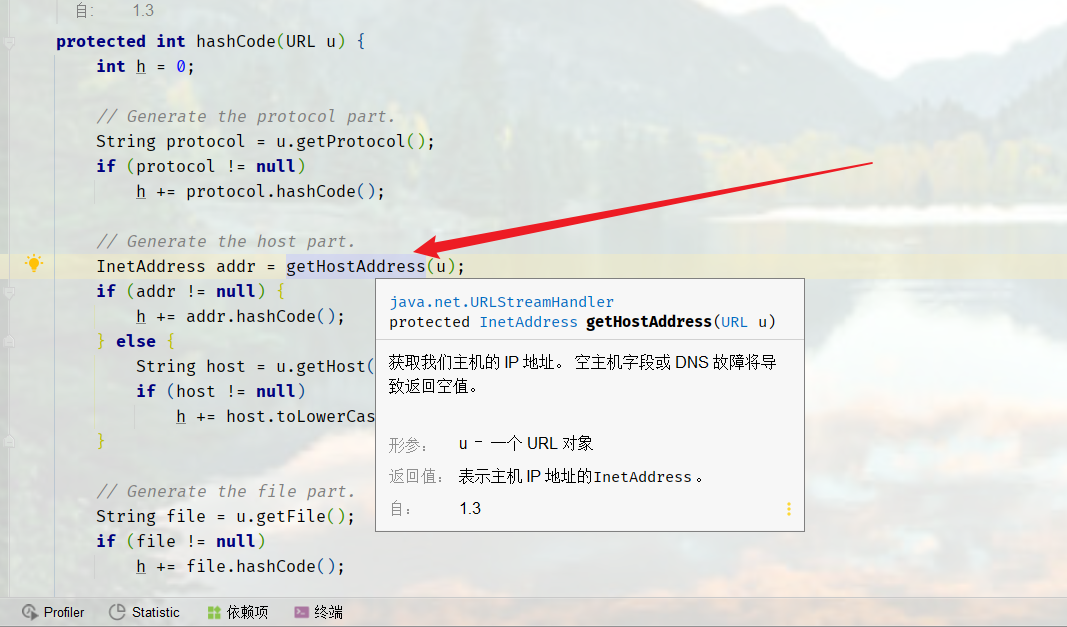 自: 1.3
protected int hashCode(URL u) {
int h = 0;
// Generate the protocol part.
String protocol = u.getProtocol();
if (protocol != null)
h += protocol.hashCode();
// Generate the host part.
InetAddress addr = getHostAddress(u);
if (addr != null) {
h += addr.hashCode();
} else {
String host = u.getHost(
if (host != null)
h += host.toLowerCas
}
// Generate the file part.
String file = u.getFile();
if (file != null)
h += file.hashCode();
java.net.URLStreamHandler
protected InetAddress getHostAddress(URL u)
获取我们主机的 IP 地址。 空主机字段或 DNS 故障将导
致返回空值。
形参: u – 一个 URL 对象
返回值: 表示主机 IP 地址的InetAddress 。
自: 1.3
Profiler Statistic 依赖项 终端